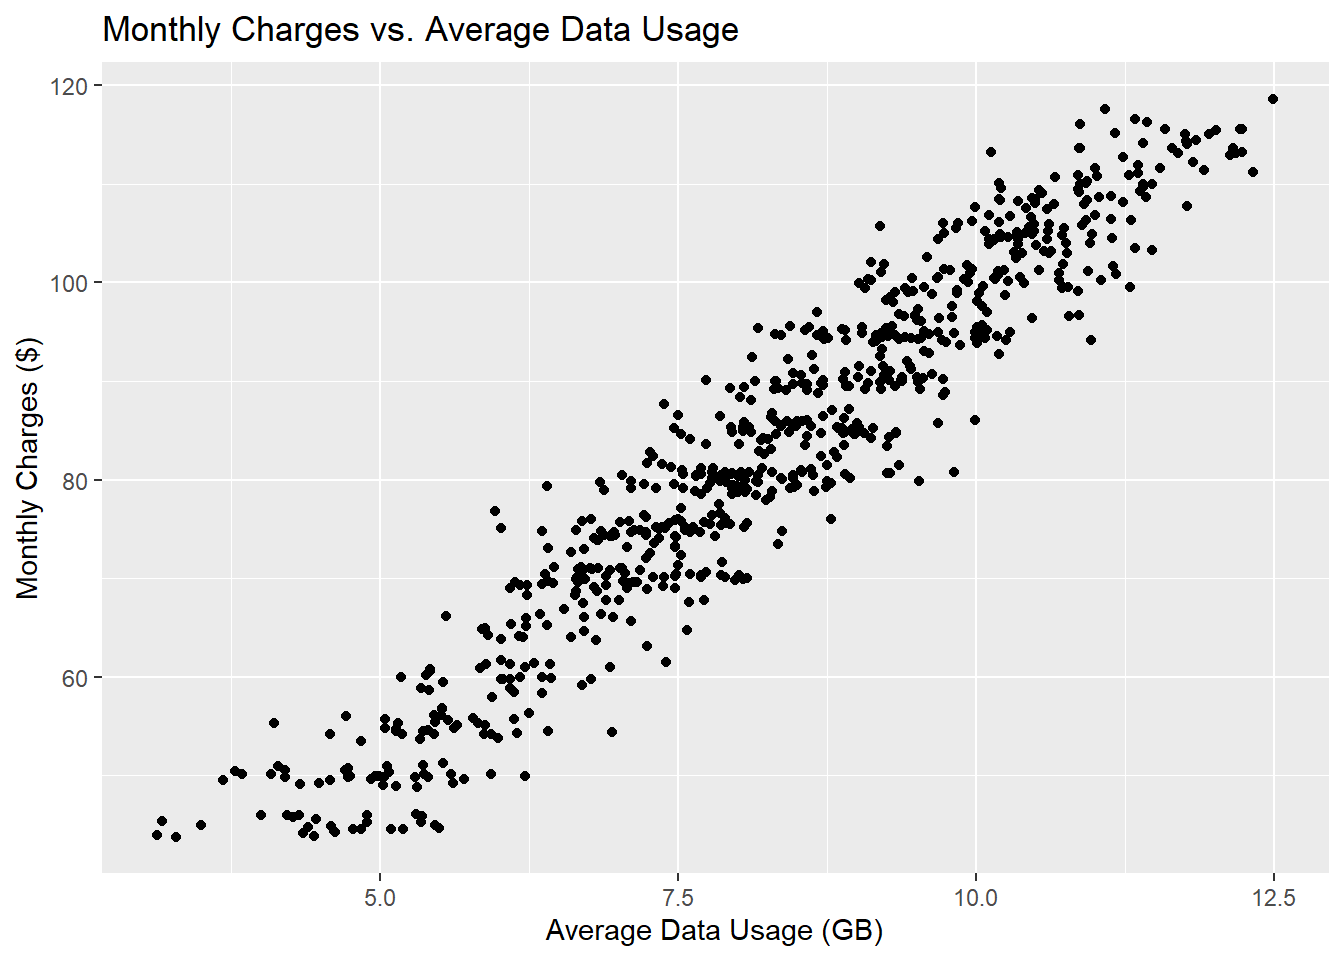 Monthly Charges vs. Average Data Usage
120
100
80
60
Monthly Charges ($)
5.0 7.5 10.0 12.5
Average Data Usage (GB)